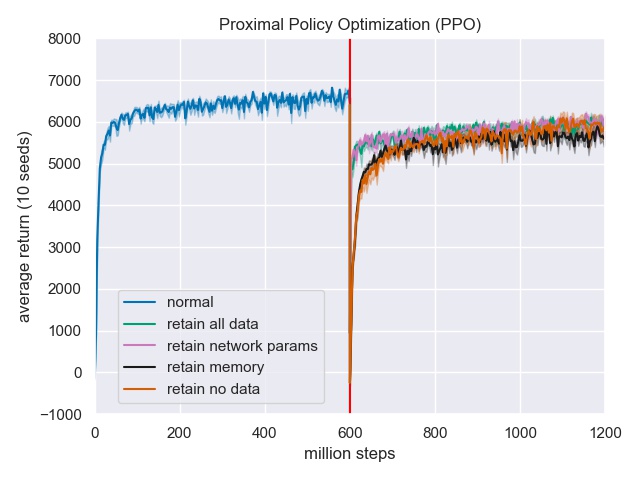 Proximal Policy Optimization (PPO)
8000
7000
6000
5000
4000
3000
2000
1000
0
−1000
average return (10 seeds)
normal
retain all data
retain network params
retain memory
retain no data
0 200 400 600 800 1000 1200
million steps